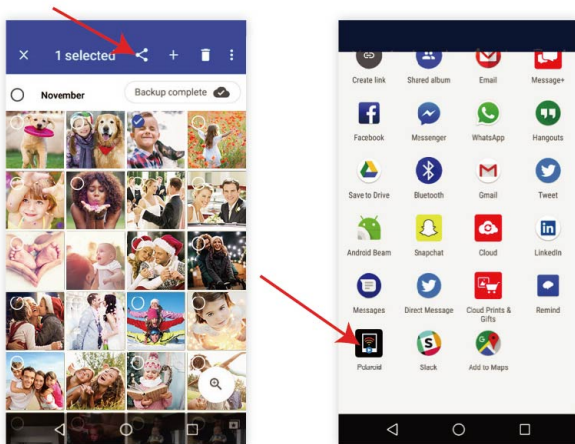 1 selected
November
Backup complete
Create link Shared album Email Message+
Facebook Messenger WhatsApp Hangouts
Save to Drive Bluetooth Gmail Tweet
Android Beam Snapchat Cloud LinkedIn
Messages Direct Message Cloud Prints & Gifts Remind
Polaroid Slack Add to Maps